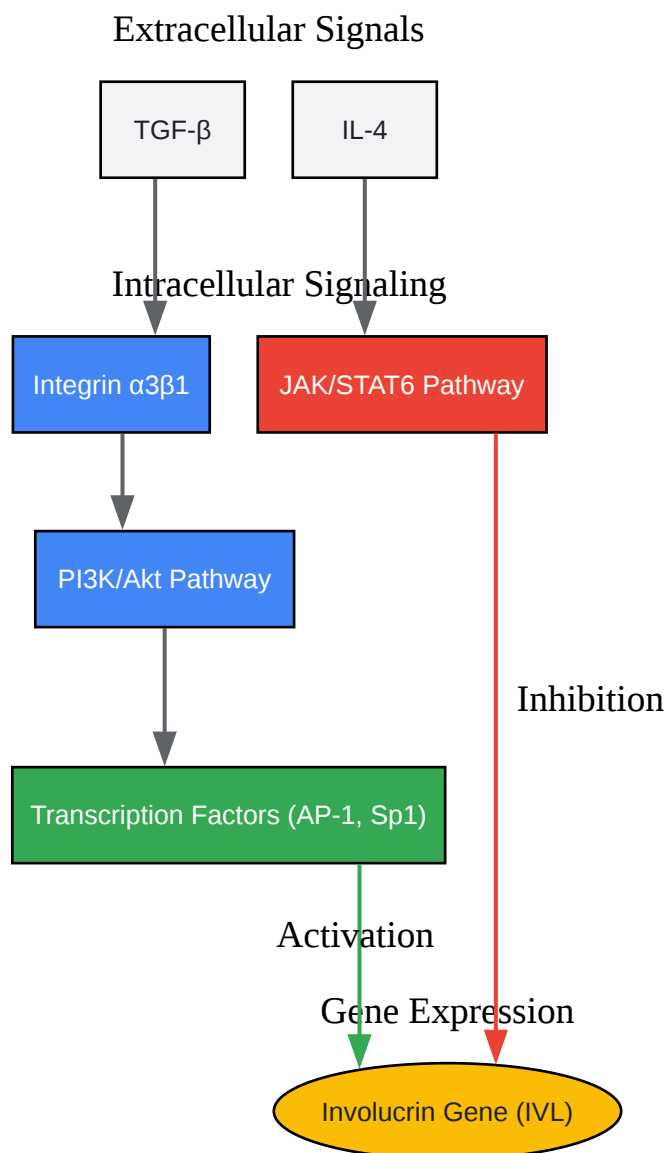 Extracellular Signals
TGF-β
IL-4
Intracellular Signaling
Integrin α3β1
JAK/STAT6 Pathway
PI3K/Akt Pathway
Inhibition
Transcription Factors (AP-1, Sp1)
Activation
Gene Expression
Involucrin Gene (IVL)